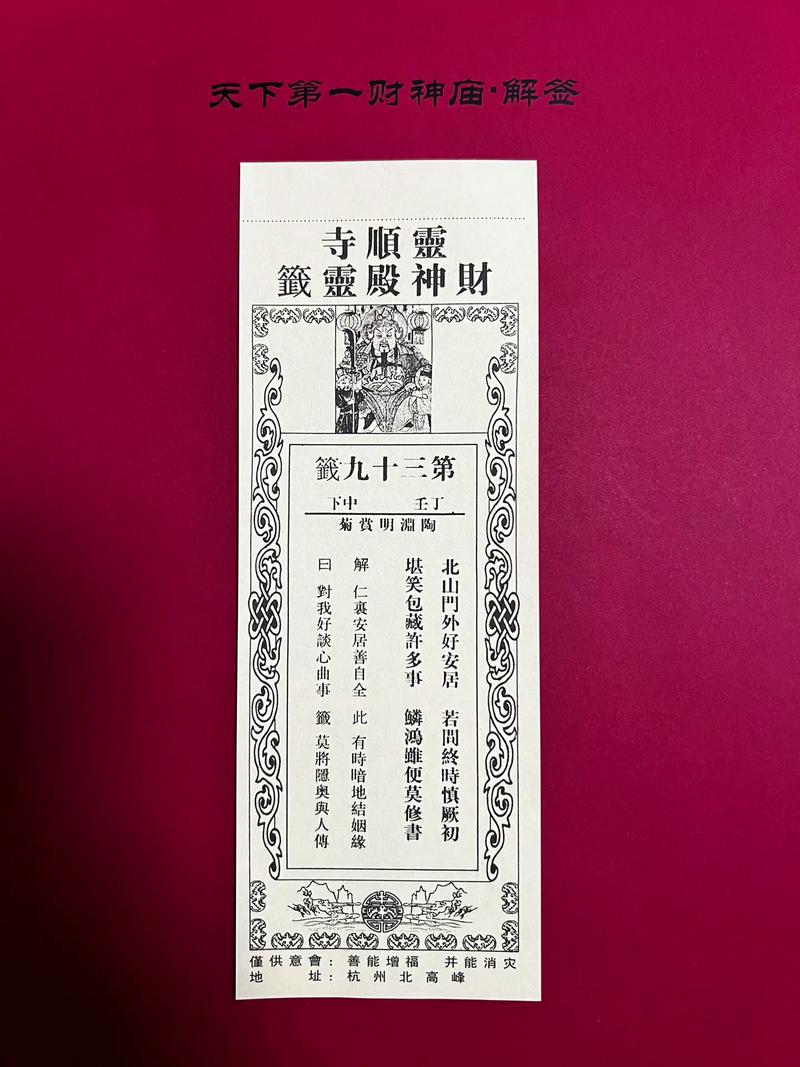 天下第一财神庙·解签
靈順寺
財神殿靈籤
第三十九籤
丁壬 中下
陶淵明賞菊
北山門外好安居 若問終時慎厥初
堪笑包藏許多事 鱗鴻雖便莫修書
解 仁裏安居善自全 此 有時暗地結姻緣
曰 對我好談心曲事 籤 莫將隱奧與人傳
僅供意會：善能增福 并能消灾
地 址：杭州北高峰